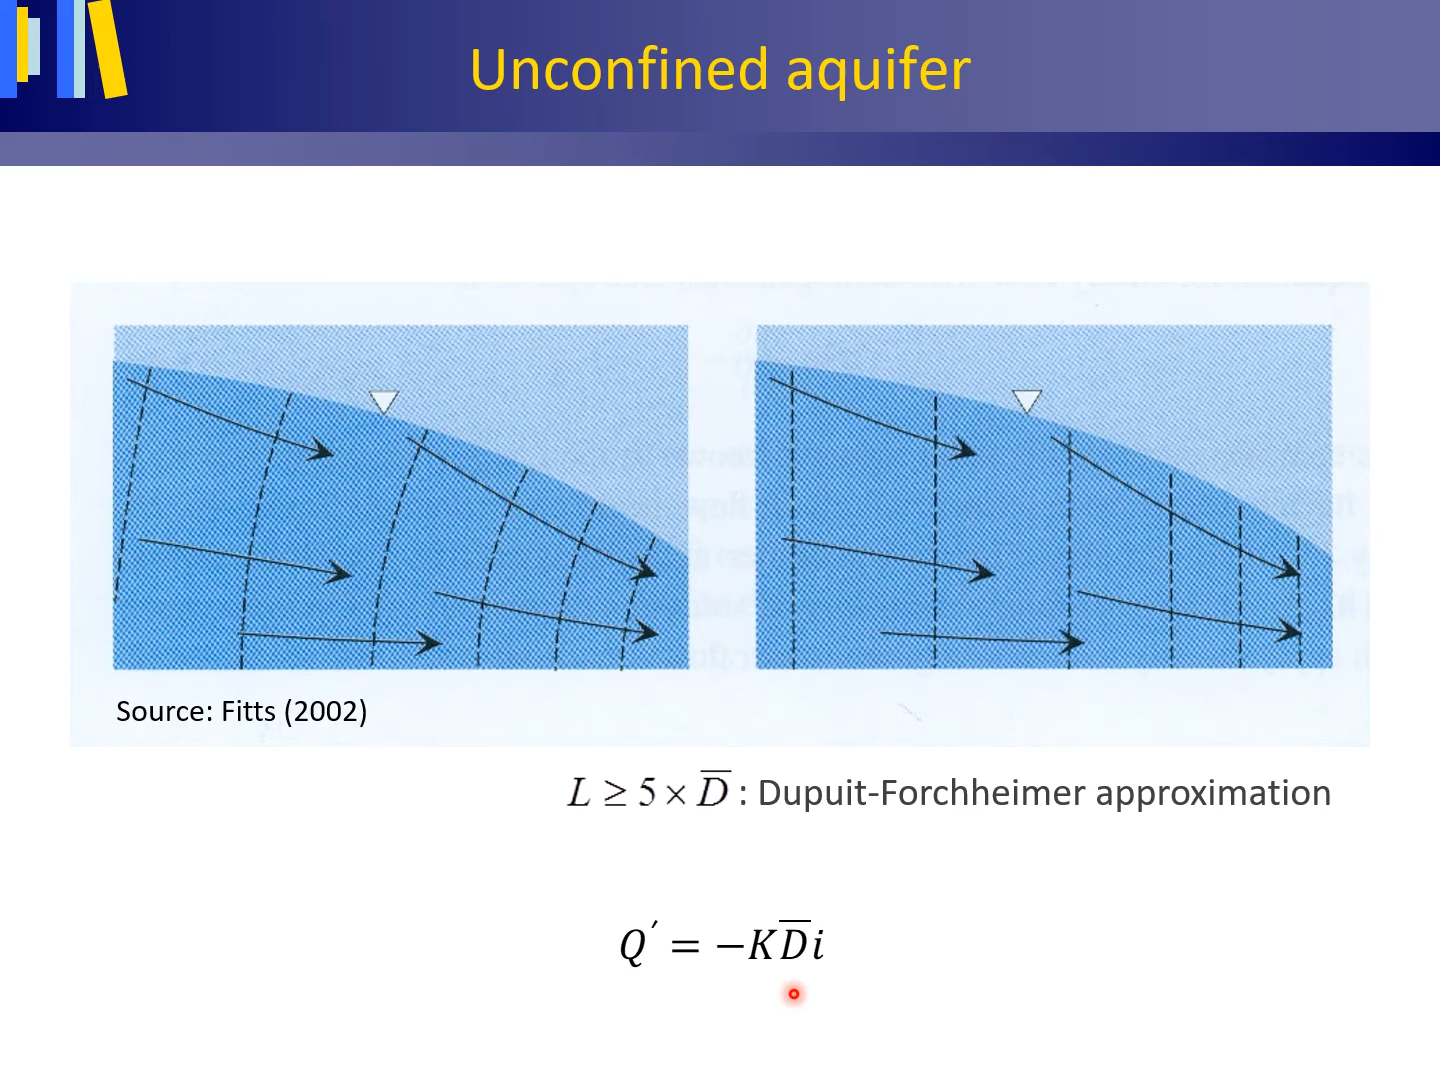 Unconfined aquifer
Source: Fitts (2002)
L ≥ 5 × D̅ : Dupuit-Forchheimer approximation
Q′ = −KD̅i